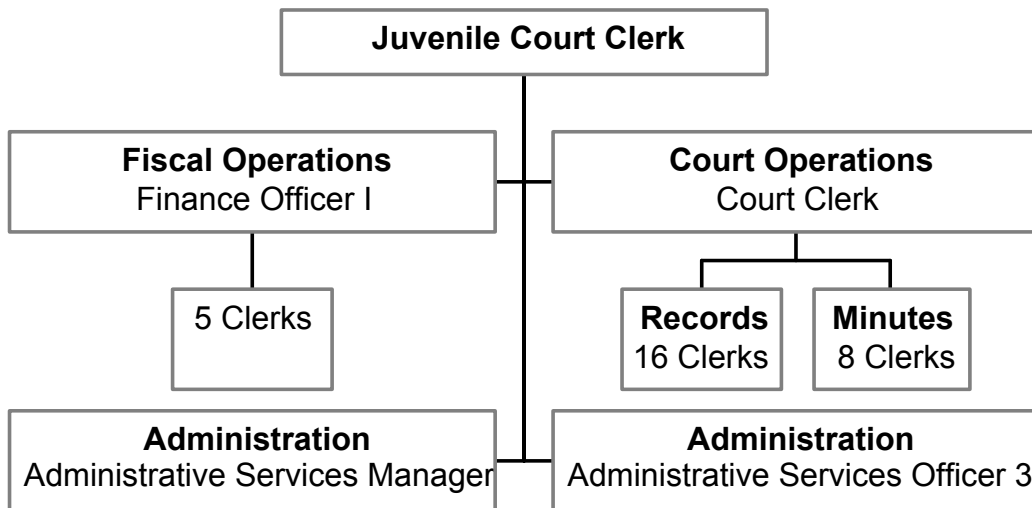 Juvenile Court Clerk
Fiscal Operations
Finance Officer I
Court Operations
Court Clerk
5 Clerks
Records
16 Clerks
Minutes
8 Clerks
Administration
Administrative Services Manager
Administration
Administrative Services Officer 3